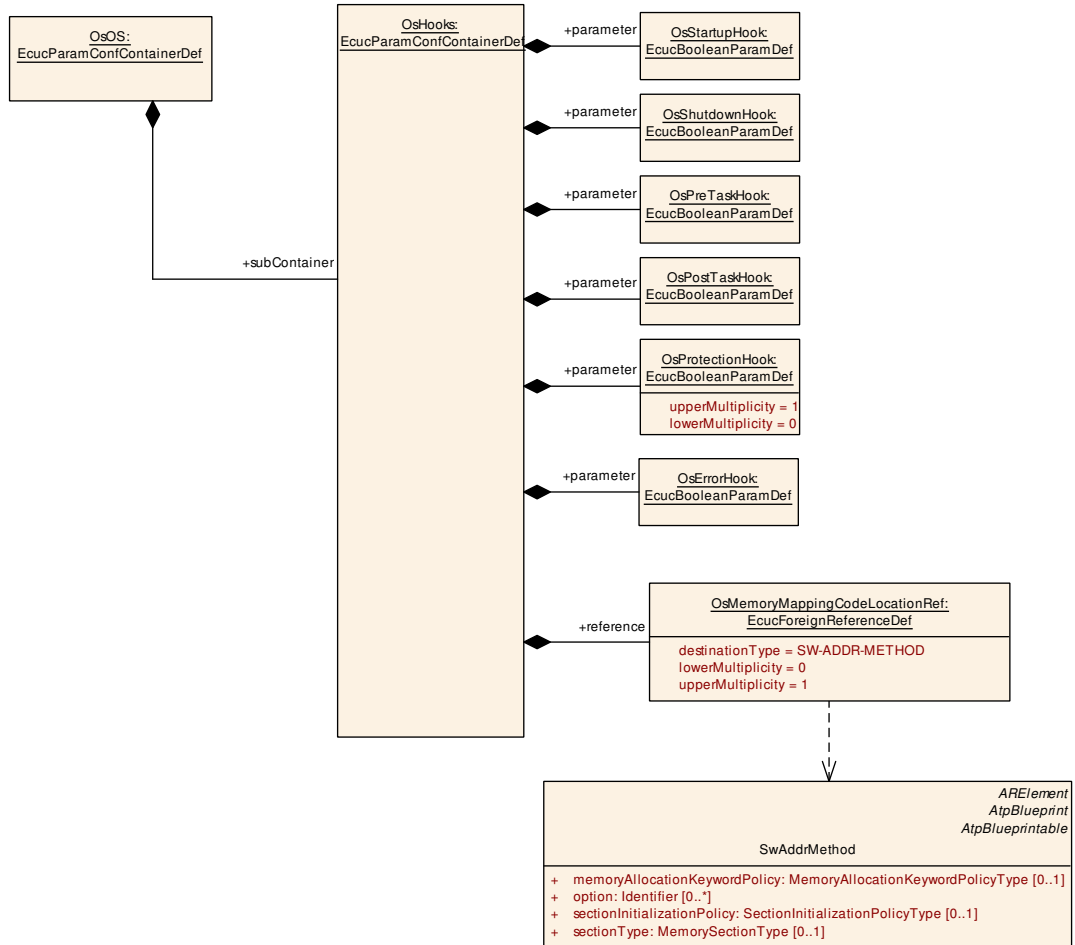 OsOS:
EcucParamConfContainerDef
OsHooks:
EcucParamConfContainerDef
+parameter
OsStartupHook:
EcucBooleanParamDef
+parameter
OsShutdownHook:
EcucBooleanParamDef
+parameter
OsPreTaskHook:
EcucBooleanParamDef
+subContainer
+parameter
OsPostTaskHook:
EcucBooleanParamDef
+parameter
OsProtectionHook:
EcucBooleanParamDef
upperMultiplicity = 1
lowerMultiplicity = 0
+parameter
OsErrorHook:
EcucBooleanParamDef
+reference
OsMemoryMappingCodeLocationRef:
EcucForeignReferenceDef
destinationType = SW-ADDR-METHOD
lowerMultiplicity = 0
upperMultiplicity = 1
ARElement
AtpBlueprint
AtpBlueprintable
SwAddrMethod
+ memoryAllocationKeywordPolicy: MemoryAllocationKeywordPolicyType [0..1]
+ option: Identifier [0..*]
+ sectionInitializationPolicy: SectionInitializationPolicyType [0..1]
+ sectionType: MemorySectionType [0..1]